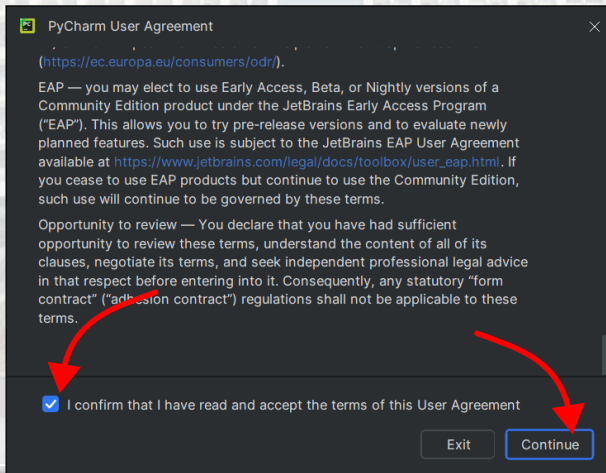 PyCharm User Agreement
(https://ec.europa.eu/consumers/odr/).
EAP — you may elect to use Early Access, Beta, or Nightly versions of a
Community Edition product under the JetBrains Early Access Program
(“EAP”). This allows you to try pre-release versions and to evaluate newly
planned features. Such use is subject to the JetBrains EAP User Agreement
available at https://www.jetbrains.com/legal/docs/toolbox/user_eap.html. If
you cease to use EAP products but continue to use the Community Edition,
such use will continue to be governed by these terms.
Opportunity to review — You declare that you have had sufficient
opportunity to review these terms, understand the content of all of its
clauses, negotiate its terms, and seek independent professional legal advice
in that respect before entering into it. Consequently, any statutory “form
contract” (“adhesion contract”) regulations shall not be applicable to these
terms.
I confirm that I have read and accept the terms of this User Agreement
Exit
Continue